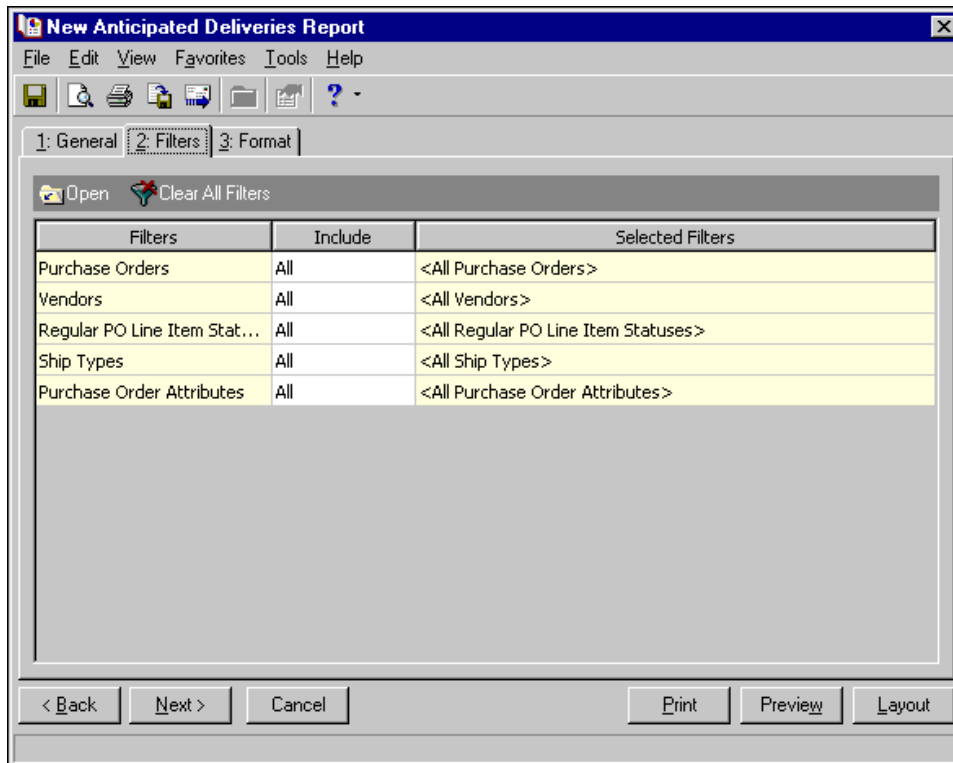 New Anticipated Deliveries Report
File Edit View Favorites Tools Help
?
1: General 2: Filters 3: Format
Open Clear All Filters
Filters Include Selected Filters
Purchase Orders All <All Purchase Orders>
Vendors All <All Vendors>
Regular PO Line Item Stat... All <All Regular PO Line Item Statuses>
Ship Types All <All Ship Types>
Purchase Order Attributes All <All Purchase Order Attributes>
< Back Next > Cancel Print Preview Layout